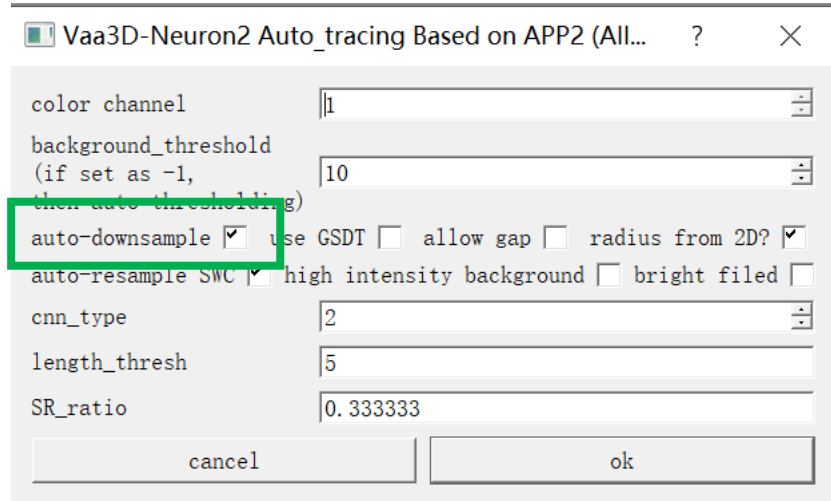 Vaa3D-Neuron2 Auto_tracing Based on APP2 (All... ?
color channel 1
background_threshold
(if set as -1, 10
then auto-thresholding)
auto-downsample use GSDT allow gap radius from 2D?
auto-resample SWC high intensity background bright filed
cnn_type 2
length_thresh 5
SR_ratio 0.333333
cancel ok